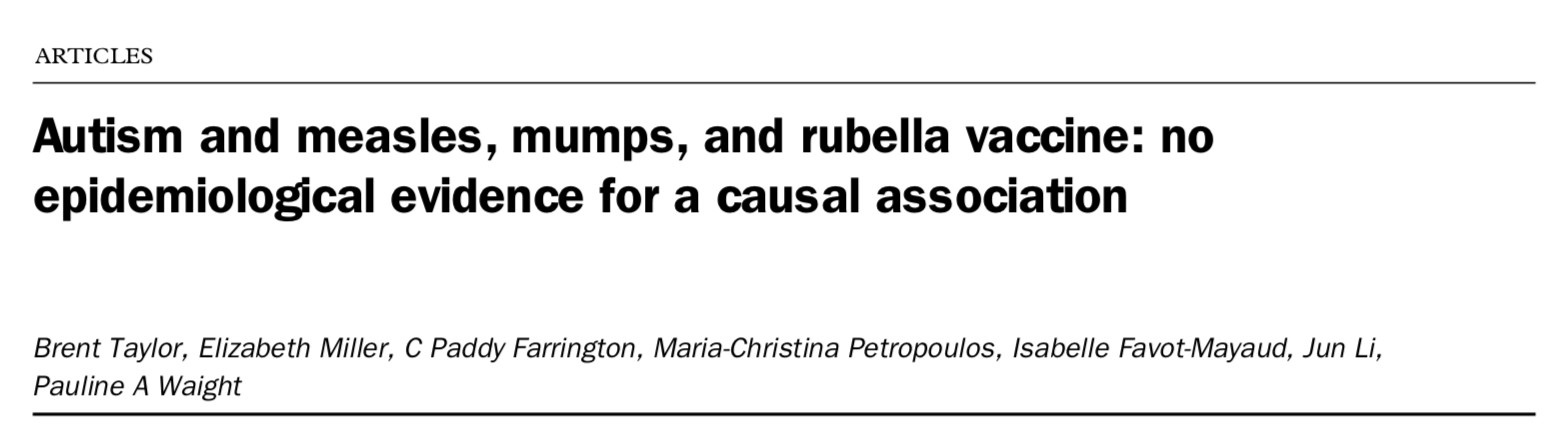 ARTICLES
Autism and measles, mumps, and rubella vaccine: no
epidemiological evidence for a causal association
Brent Taylor, Elizabeth Miller, C Paddy Farrington, Maria-Christina Petropoulos, Isabelle Favot-Mayaud, Jun Li,
Pauline A Waight